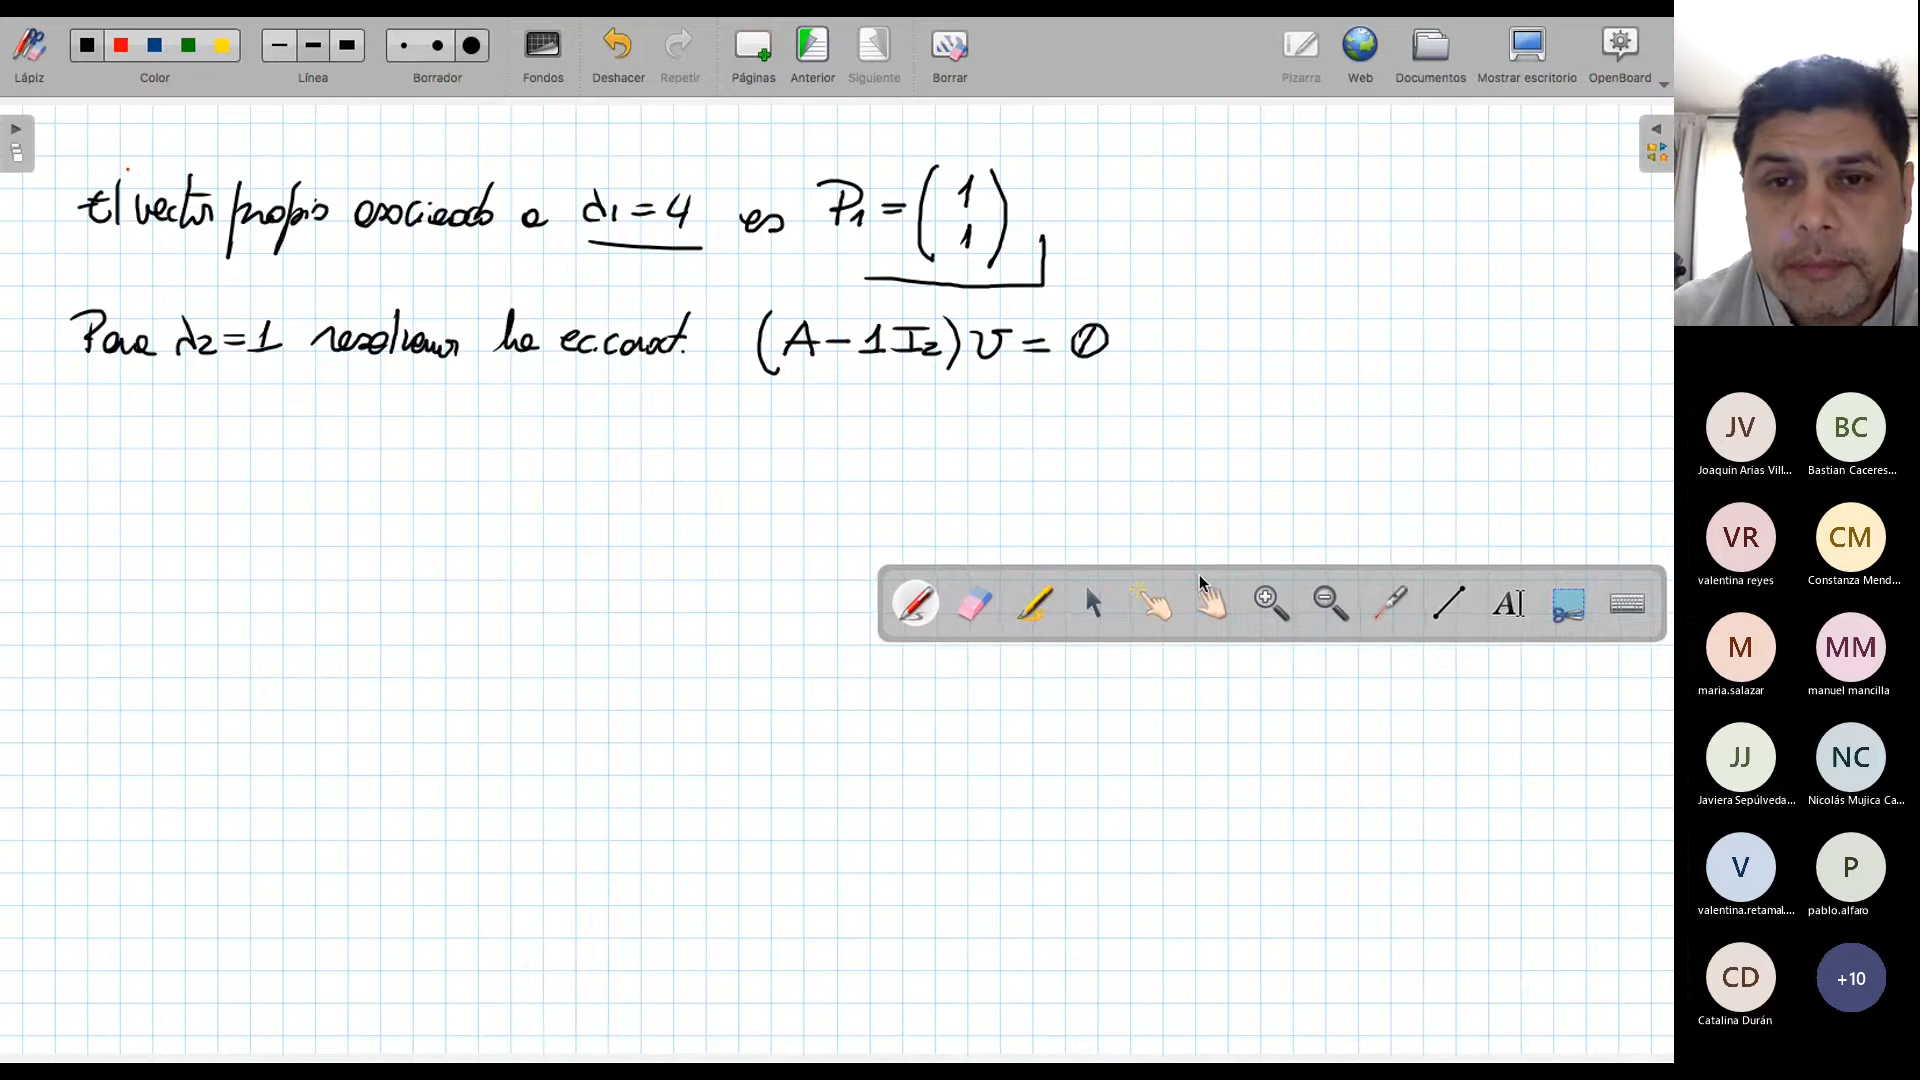 Lápiz Color Línea Borrador Fondos Deshacer Repetir Páginas Anterior Siguiente Borrar Pizarra Web Documentos Mostrar escritorio OpenBoard
El vector propio asociado a λ1 = 4 es P1 = (1 1)
Para λ2 = 1 resolvemos la ec. caract. (A - 1 I2) v = 0
AI
JV BC
Joaquin Arias Vill... Bastian Caceres...
VR CM
valentina reyes Constanza Mend...
M MM
maria.salazar manuel mancilla
JJ NC
Javiera Sepúlveda... Nicolás Mujica Ca...
V P
valentina.retamal.... pablo.alfaro
CD +10
Catalina Durán